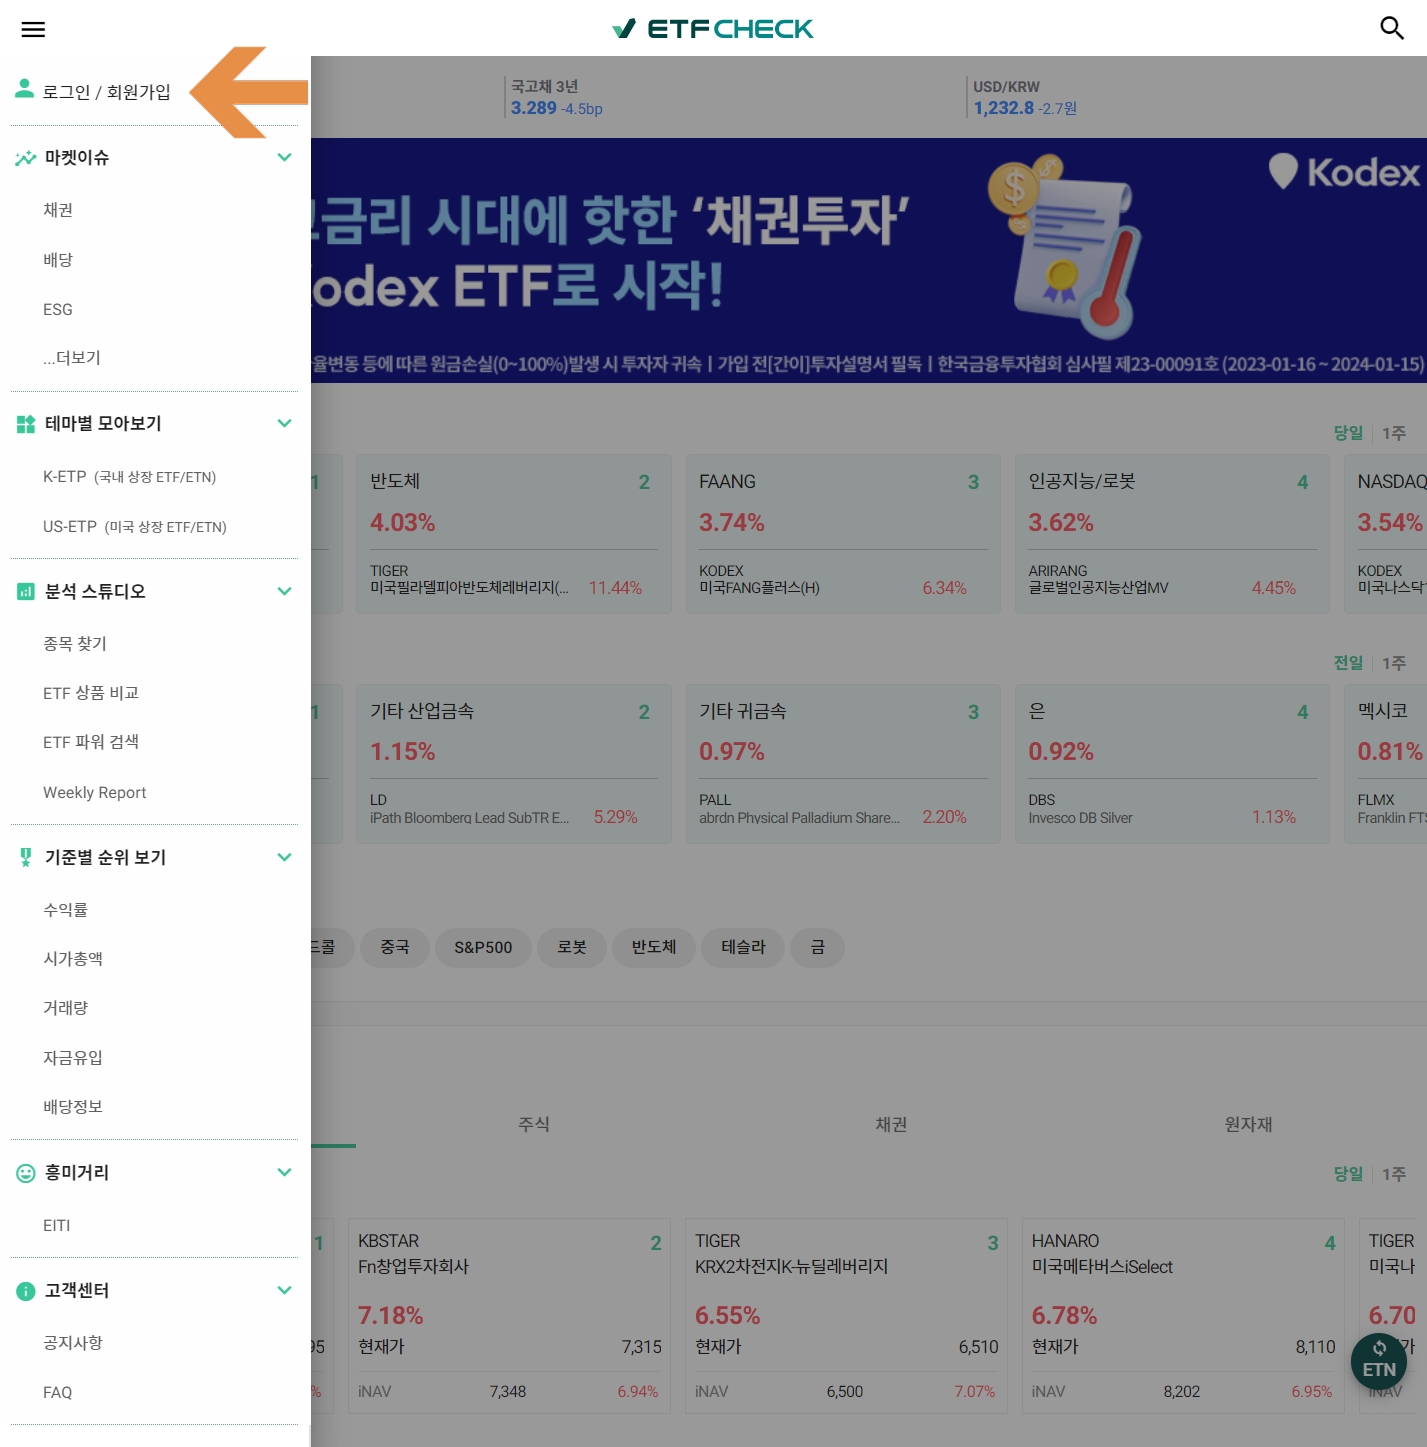 ETF CHECK
로그인 / 회원가입
마켓이슈
채권
배당
ESG
...더보기
테마별 모아보기
K-ETP (국내 상장 ETF/ETN)
US-ETP (미국 상장 ETF/ETN)
분석 스튜디오
종목 찾기
ETF 상품 비교
ETF 파워 검색
Weekly Report
기준별 순위 보기
수익률
시가총액
거래량
자금유입
배당정보
흥미거리
EITI
고객센터
공지사항
FAQ
국고채 3년
3.289 -4.5bp
USD/KRW
1,232.8 -2.7원
Kodex
금리 시대에 핫한 ‘채권투자’
odex ETF로 시작!
율변동 등에 따른 원금손실(0~100%)발생 시 투자자 귀속 | 가입 전[간이]투자설명서 필독 | 한국금융투자협회 심사필 제23-00091호 (2023-01-16 ~ 2024-01-15)
당일 1주
1
반도체 2
4.03%
TIGER
미국필라델피아반도체레버리지(... 11.44%
FAANG 3
3.74%
KODEX
미국FANG플러스(H) 6.34%
인공지능/로봇 4
3.62%
ARIRANG
글로벌인공지능산업MV 4.45%
NASDAQ
3.54%
KODEX
미국나스닥
전일 1주
1
기타 산업금속 2
1.15%
LD
iPath Bloomberg Lead SubTR E... 5.29%
기타 귀금속 3
0.97%
PALL
abrdn Physical Palladium Share... 2.20%
은 4
0.92%
DBS
Invesco DB Silver 1.13%
멕시코
0.81%
FLMX
Franklin FTS
드콜 중국 S&P500 로봇 반도체 테슬라 금
주식 채권 원자재
당일 1주
1
95
%
KBSTAR 2
Fn창업투자회사
7.18%
현재가 7,315
iNAV 7,348 6.94%
TIGER 3
KRX2차전지K-뉴딜레버리지
6.55%
현재가 6,510
iNAV 6,500 7.07%
HANARO 4
미국메타버스iSelect
6.78%
현재가 8,110
iNAV 8,202 6.95%
TIGER
미국나
6.70
가
iNAV
ETN